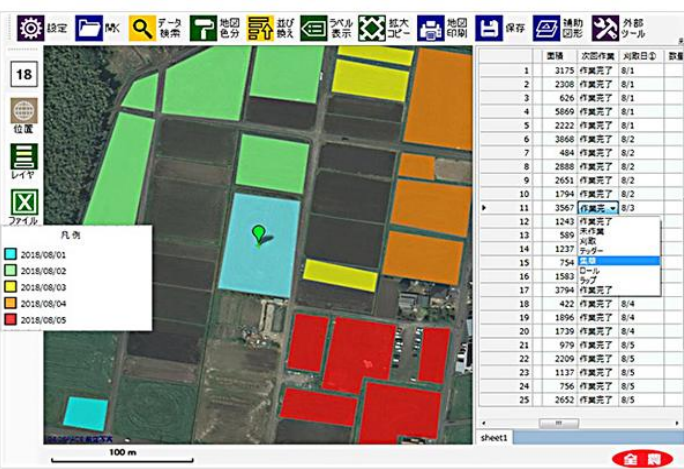 設定
開く
データ検索
地図色分
並び換え
ラベル表示
拡大コピー
地図印刷
保存
補助図形
外部ツール
18
位置
レイヤ
ファイル
凡例
2018/08/01
2018/08/02
2018/08/03
2018/08/04
2018/08/05
100 m
面積 次回作業 刈取日① 数量
1 3175 作業完了 8/1
2 2308 作業完了 8/1
3 626 作業完了 8/1
4 5869 作業完了 8/1
5 2222 作業完了 8/1
6 3868 作業完了 8/2
7 484 作業完了 8/2
8 2888 作業完了 8/2
9 2651 作業完了 8/2
10 1794 作業完了 8/2
11 3567 作業完 8/3
12 1243 作業完了
13 589 未作業
14 1237 刈取
テッダー
15 754 集草
16 1583 ロール
ラップ
17 3794 作業完了
18 422 作業完了 8/4
19 1896 作業完了 8/4
20 1739 作業完了 8/4
21 979 作業完了 8/5
22 2209 作業完了 8/5
23 1137 作業完了 8/5
24 756 作業完了 8/5
25 2652 作業完了 8/5
sheet1
全農